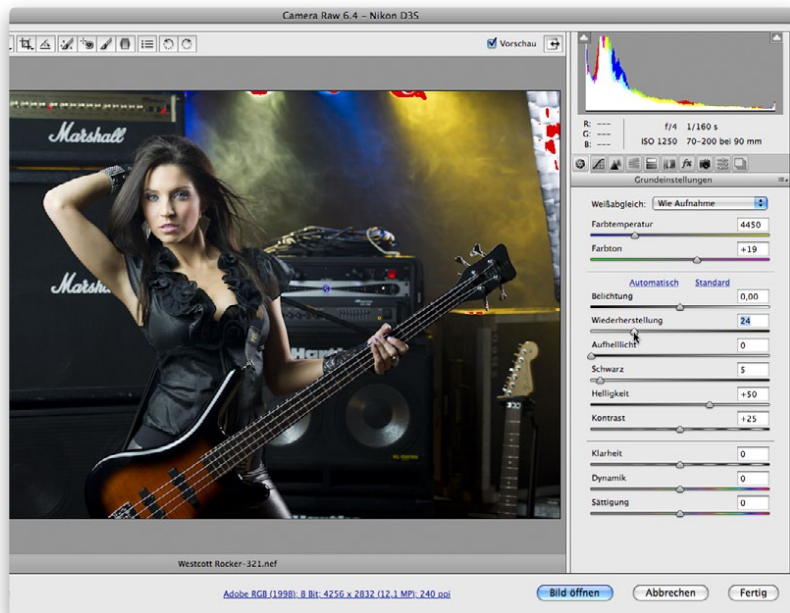 Camera Raw 6.4 – Nikon D3S
Vorschau
R: ---
G: ---
B: ---
f/4 1/160 s
ISO 1250 70-200 bei 90 mm
Grundeinstellungen
Weißabgleich: Wie Aufnahme
Farbtemperatur 4450
Farbton +19
Automatisch Standard
Belichtung 0,00
Wiederherstellung 24
Aufhelllicht 0
Schwarz 5
Helligkeit +50
Kontrast +25
Klarheit 0
Dynamik 0
Sättigung 0
Marshall
Marsha
Hart
Westcott Rocker-321.nef
Adobe RGB (1998); 8 Bit; 4256 x 2832 (12,1 MP); 240 ppi
Bild öffnen Abbrechen Fertig